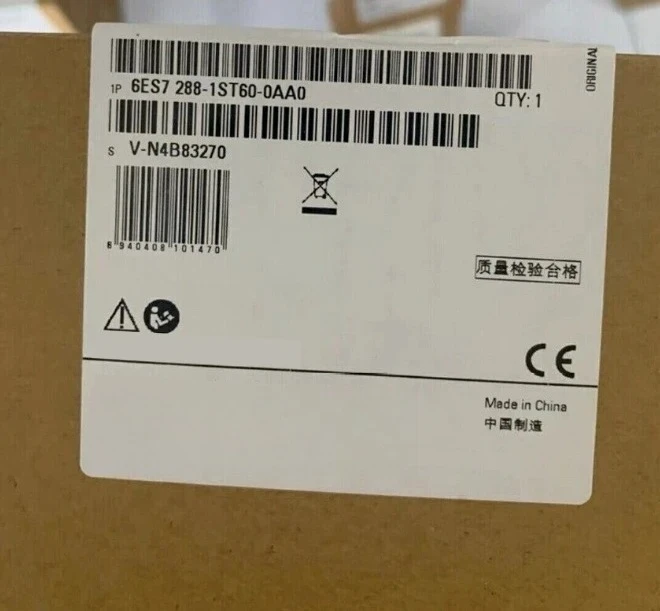 ORIGINAL
1P 6ES7 288-1ST60-0AA0
QTY: 1
S V-N4B83270
6 940408 101470
质量检验合格
CE
Made in China
中国制造